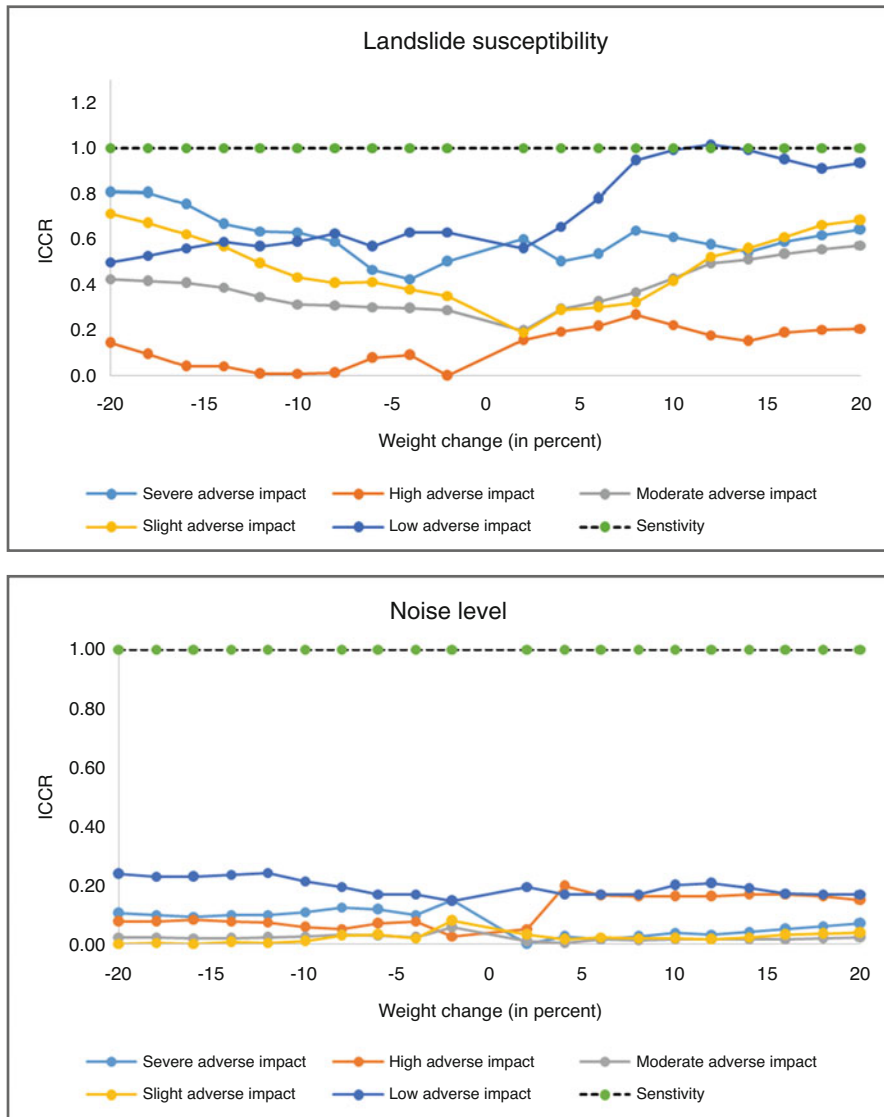 Landslide susceptibility
1.2
1.0
0.8
0.6
0.4
0.2
0.0
ICCR
-20 -15 -10 -5 0 5 10 15 20
Weight change (in percent)
Severe adverse impact High adverse impact Moderate adverse impact
Slight adverse impact Low adverse impact Senstivity
Noise level
1.00
0.80
0.60
0.40
0.20
0.00
ICCR
-20 -15 -10 -5 0 5 10 15 20
Weight change (in percent)
Severe adverse impact High adverse impact Moderate adverse impact
Slight adverse impact Low adverse impact Senstivity